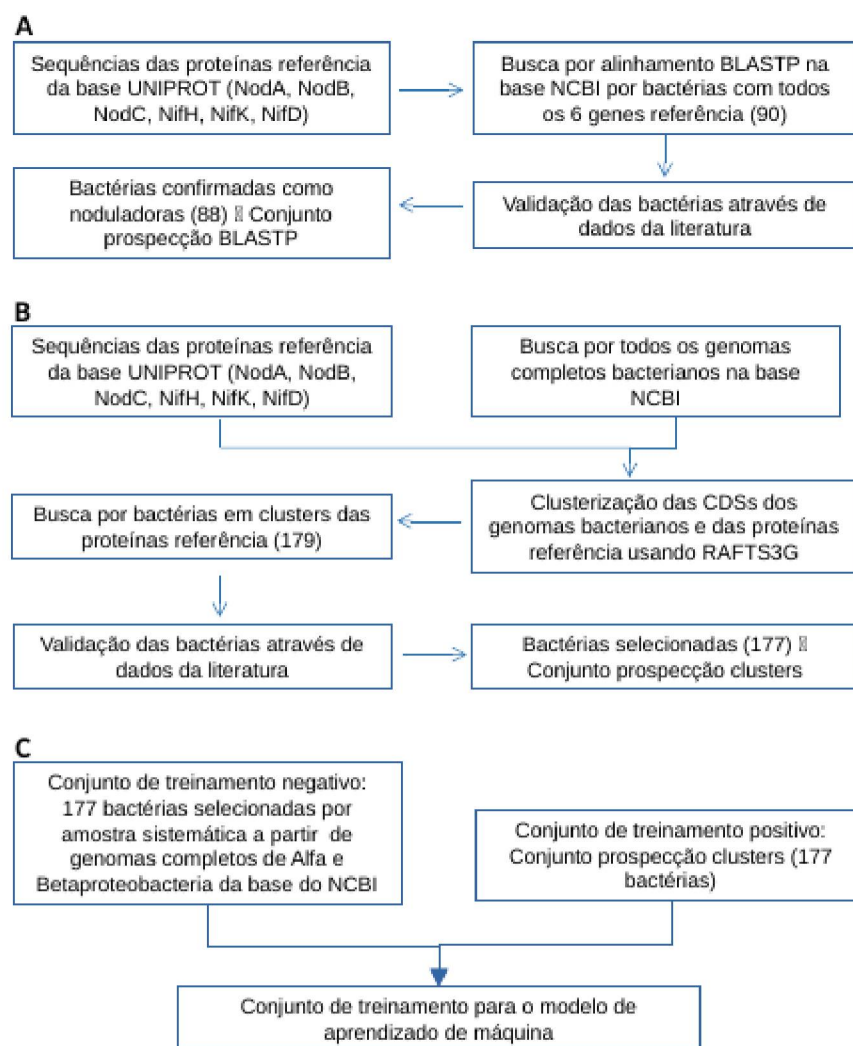 A
Sequências das proteínas referência
da base UNIPROT (NodA, NodB,
NodC, NifH, NifK, NifD)
Busca por alinhamento BLASTP na
base NCBI por bactérias com todos
os 6 genes referência (90)
Validação das bactérias através de
dados da literatura
Bactérias confirmadas como
noduladoras (88) Conjunto
prospecção BLASTP
B
Sequências das proteínas referência
da base UNIPROT (NodA, NodB,
NodC, NifH, NifK, NifD)
Busca por todos os genomas
completos bacterianos na base
NCBI
Clusterização das CDSs dos
genomas bacterianos e das proteínas
referência usando RAFTS3G
Busca por bactérias em clusters das
proteínas referência (179)
Validação das bactérias através de
dados da literatura
Bactérias selecionadas (177)
Conjunto prospecção clusters
C
Conjunto de treinamento negativo:
177 bactérias selecionadas por
amostra sistemática a partir de
genomas completos de Alfa e
Betaproteobacteria da base do NCBI
Conjunto de treinamento positivo:
Conjunto prospecção clusters (177
bactérias)
Conjunto de treinamento para o modelo de
aprendizado de máquina